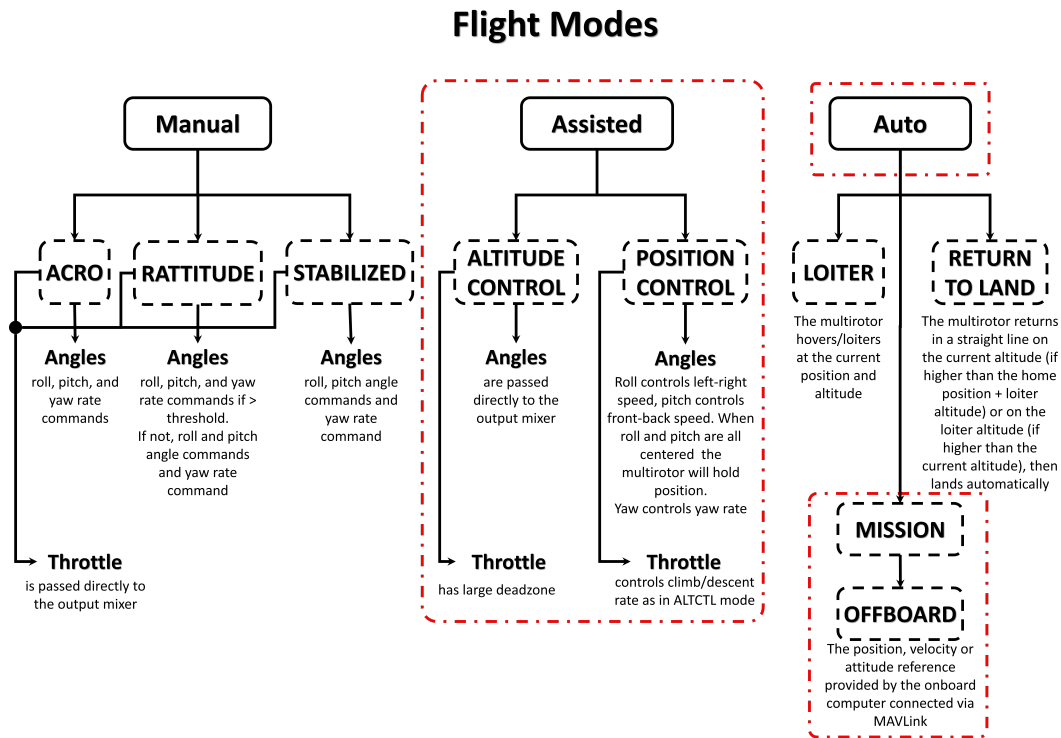 Flight Modes
Manual
Assisted
Auto
ACRO
RATTITUDE
STABILIZED
ALTITUDE
CONTROL
POSITION
CONTROL
LOITER
RETURN
TO LAND
Angles
roll, pitch, and
yaw rate
commands
Angles
roll, pitch, and yaw
rate commands if >
threshold.
If not, roll and pitch
angle commands
and yaw rate
command
Angles
roll, pitch angle
commands and
yaw rate
command
Angles
are passed
directly to the
output mixer
Angles
Roll controls left-right
speed, pitch controls
front-back speed. When
roll and pitch are all
centered the
multirotor will hold
position.
Yaw controls yaw rate
The multirotor
hovers/loiters
at the current
position and
altitude
The multirotor returns
in a straight line on
the current altitude (if
higher than the home
position + loiter
altitude) or on the
loiter altitude (if
higher than the
current altitude), then
lands automatically
Throttle
is passed directly to
the output mixer
Throttle
has large deadzone
Throttle
controls climb/descent
rate as in ALTCTL mode
MISSION
OFFBOARD
The position, velocity or
attitude reference
provided by the onboard
computer connected via
MAVLink